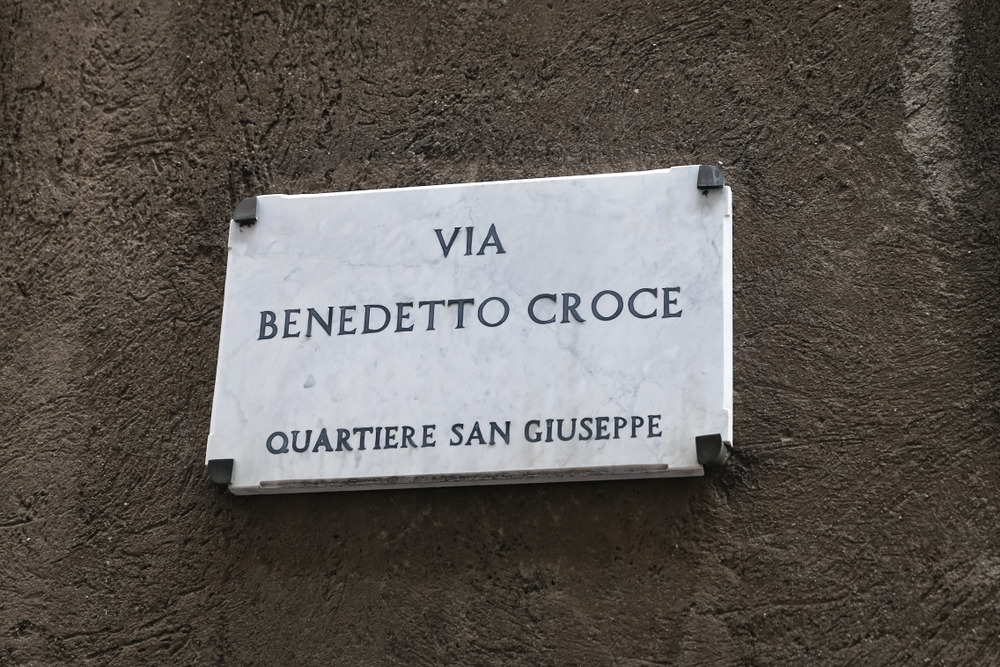 VIA
BENEDETTO CROCE
QUARTIERE SAN GIUSEPPE